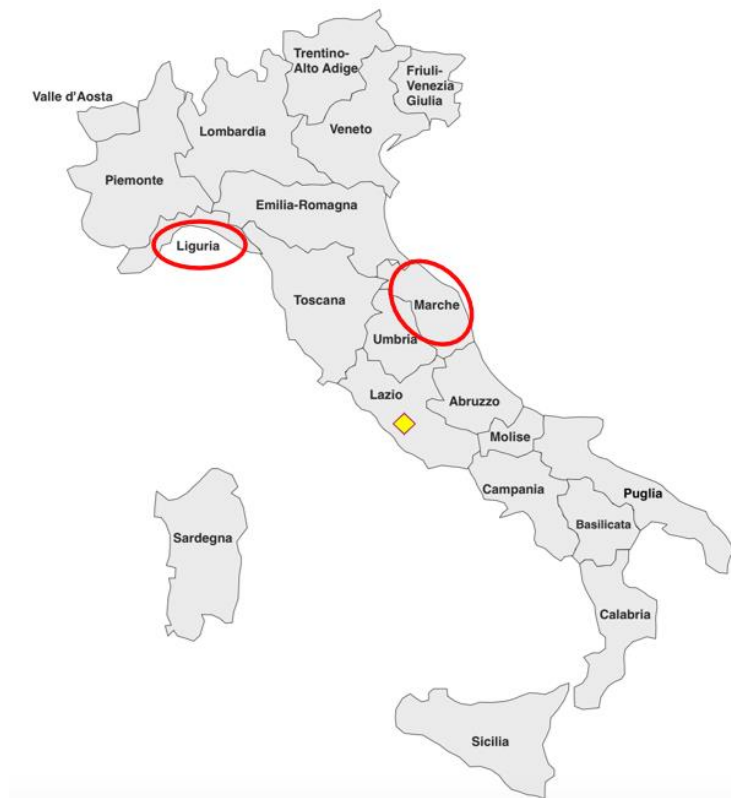 Trentino-
Alto Adige
Friuli-
Venezia
Giulia
Valle d'Aosta
Lombardia
Veneto
Piemonte
Emilia-Romagna
Liguria
Toscana
Marche
Umbria
Lazio
Abruzzo
Molise
Campania
Puglia
Basilicata
Sardegna
Calabria
Sicilia